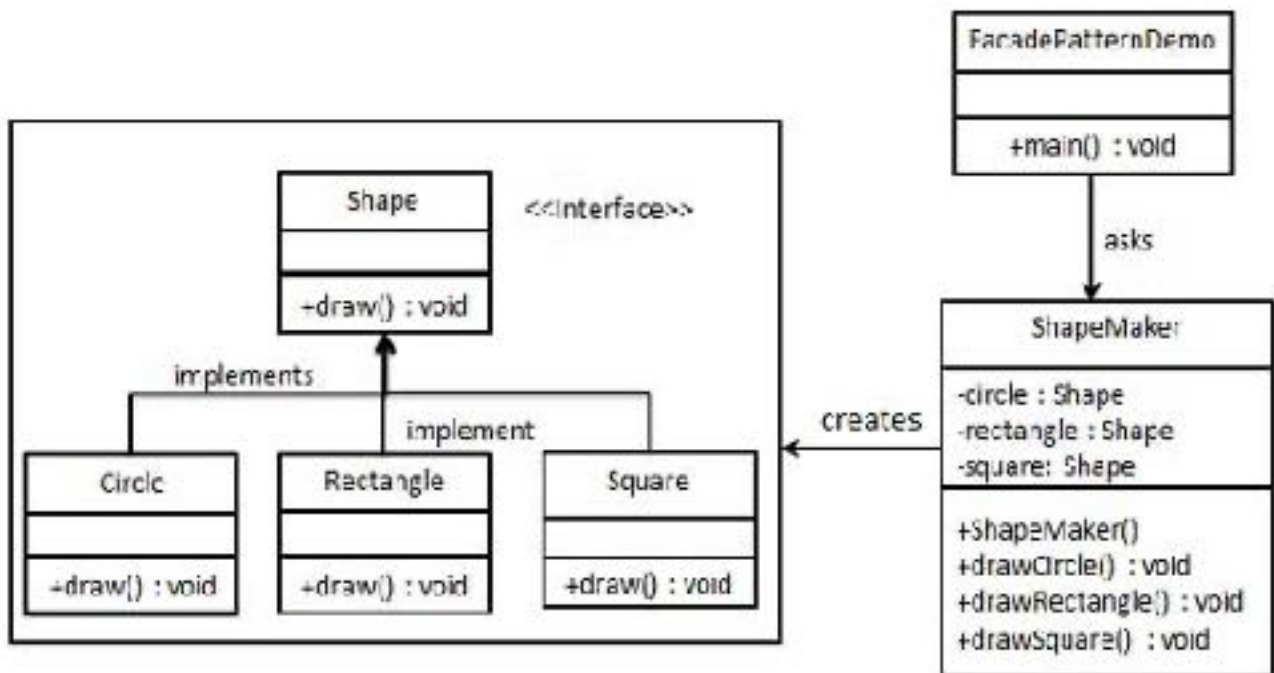 FacadePatternDemo
+main() : void
asks
Shape
<<Interface>>
+draw() : void
implements
implement
Circle
+draw() : void
Rectangle
+draw() : void
Square
+draw() : void
creates
ShapeMaker
-circle : Shape
-rectangle : Shape
-square: Shape
+ShapeMaker()
+drawCircle() : void
+drawRectangle() : void
+drawSquare() : void